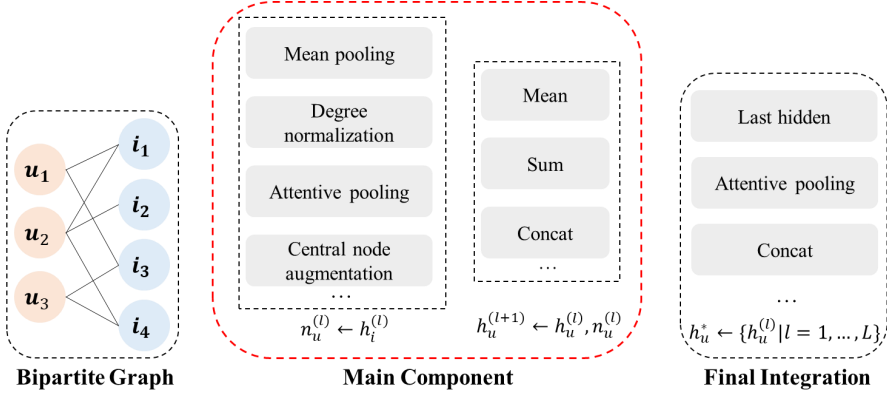 u₁
u₂
u₃
i₁
i₂
i₃
i₄
Bipartite Graph
Mean pooling
Degree
normalization
Attentive pooling
Central node
augmentation
...
n_u^{(l)} ← h_i^{(l)}
Mean
Sum
Concat
...
h_u^{(l+1)} ← h_u^{(l)}, n_u^{(l)}
Main Component
Last hidden
Attentive pooling
Concat
...
h_u^* ← {h_u^{(l)}|l = 1, ..., L}
Final Integration